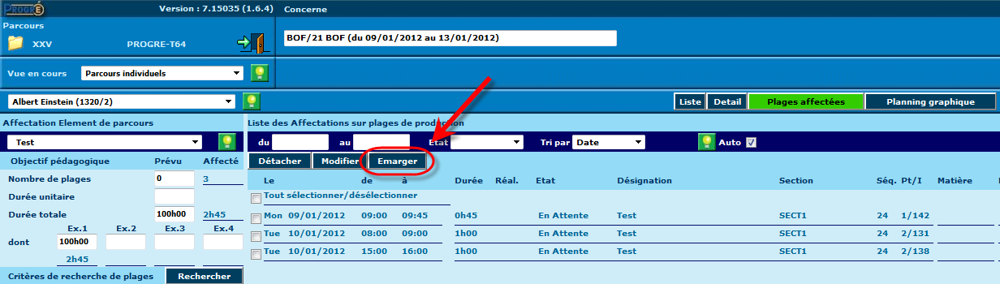 PROGRÉ Version : 7.15035 (1.6.4) Concerne
Parcours
XXV PROGRE-T64 BOF/21 BOF (du 09/01/2012 au 13/01/2012)
Vue en cours Parcours individuels
Albert Einstein (1320/2) Liste Detail Plages affectées Planning graphique
Affectation Element de parcours Liste des Affectations sur plages de production
Test du au Etat Tri par Date Auto
Objectif pédagogique Prévu Affecté Détacher Modifier Emarger
Nombre de plages 0 3 Le de à Durée Réal. Etat Désignation Section Séq. Pt/I Matière
Durée unitaire Tout sélectionner/désélectionner
Durée totale 100h00 2h45 Mon 09/01/2012 09:00 09:45 0h45 En Attente Test SECT1 24 1/142
Ex.1 Ex.2 Ex.3 Ex.4
dont 100h00 Tue 10/01/2012 08:00 09:00 1h00 En Attente Test SECT1 24 2/131
2h45 Tue 10/01/2012 15:00 16:00 1h00 En Attente Test SECT1 24 2/138
Critères de recherche de plages Rechercher